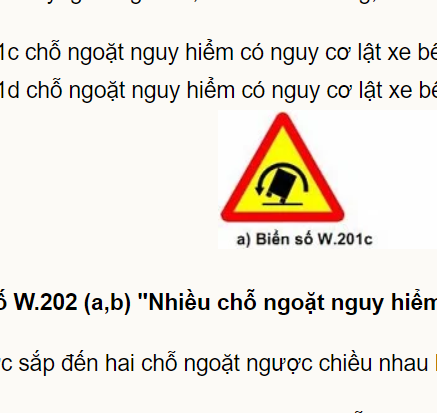 1c chỗ ngoặt nguy hiểm có nguy cơ lật xe bê
1d chỗ ngoặt nguy hiểm có nguy cơ lật xe bê
a) Biển số W.201c
ố W.202 (a,b) "Nhiều chỗ ngoặt nguy hiểm
c sắp đến hai chỗ ngoặt ngược chiều nhau